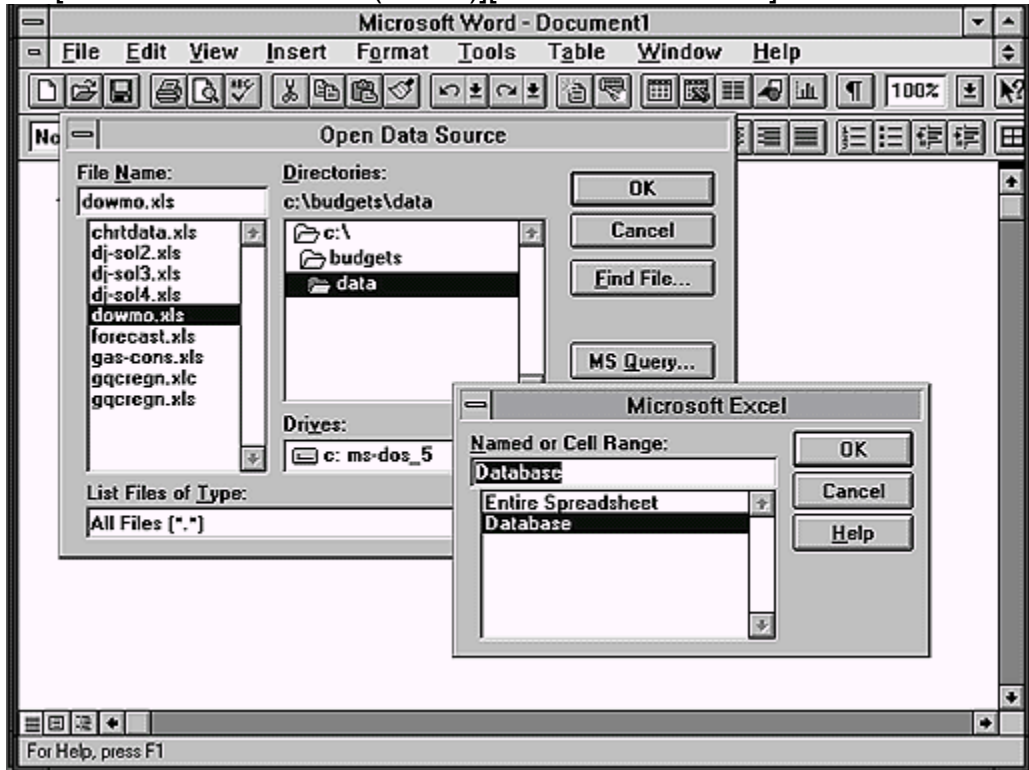 Microsoft Word - Document1
File Edit View Insert Format Tools Table Window Help
ABC
100%
Open Data Source
File Name:
dowmo.xls
chrtdata.xls
dj-sol2.xls
dj-sol3.xls
dj-sol4.xls
dowmo.xls
forecast.xls
gas-cons.xls
gqcregn.xlc
gqcregn.xls
List Files of Type:
All Files (*.*)
Directories:
c:\budgets\data
c:\
budgets
data
Drives:
c: ms-dos_5
OK
Cancel
Find File...
MS Query...
Microsoft Excel
Named or Cell Range:
Database
Entire Spreadsheet
Database
OK
Cancel
Help
For Help, press F1